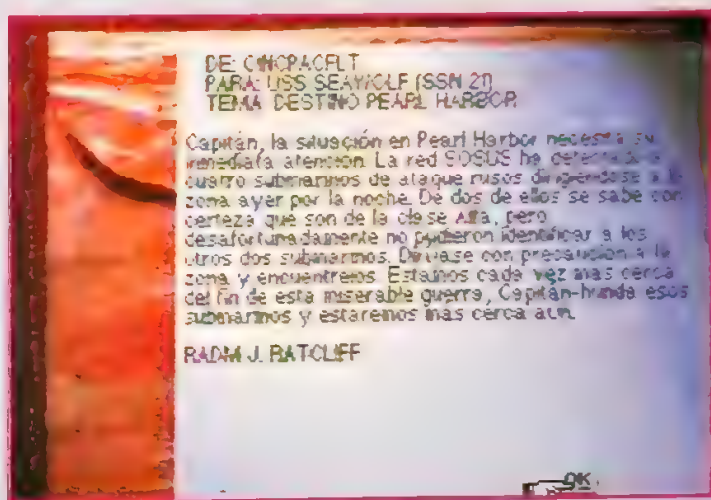 DE: CINCPACFLT
PARA: USS SEAWOLF (SSN 21)
TEMA: DESTINO PEARL HARBOR
Capitán, la situación en Pearl Harbor necesita su
inmediata atención. La red SOSUS ha detectado a
cuatro submarinos de ataque rusos dirigiéndose a la
zona ayer por la noche. De dos de ellos se sabe con
certeza que son de la clase Alfa, pero
desafortunadamente no pudieron identificar a los
otros dos submarinos. Diríjase con precaución a la
zona y encuéntrelos. Estamos cada vez más cerca
del fin de esta miserable guerra, Capitán-hunda esos
submarinos y estaremos más cerca aún.
RADM J. RATCLIFF
OK